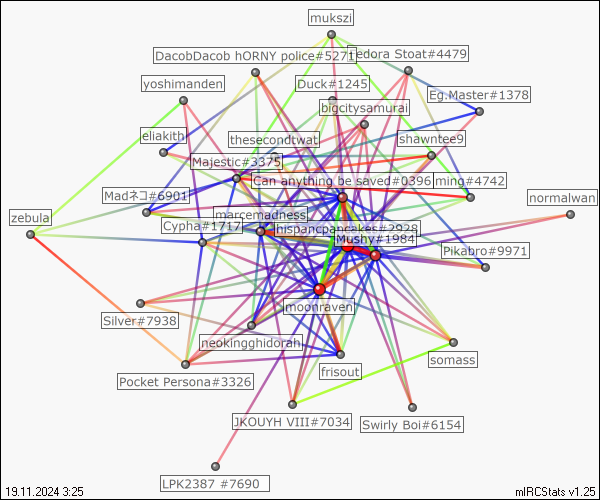 mukszi
DacobDacob hORNY police#5271
Fedora Stoat#4479
yoshimanden
Duck#1245
Eg.Master#1378
bigcitysamurai
eliakith
thesecondtwat
shawntee9
Majestic#3375
Can anything be saved#0396
ming#4742
Madネコ#6901
normalwan
zebula
marcemadness
Cypha#1717
hispancpancakes#2928
Mushy#1984
Pikabro#9971
moonraven
Silver#7938
neokingghidorah
somass
frisout
Pocket Persona#3326
JKOUYH VIII#7034
Swirly Boi#6154
LPK2387 #7690
19.11.2024 3:25
mIRCStats v1.25